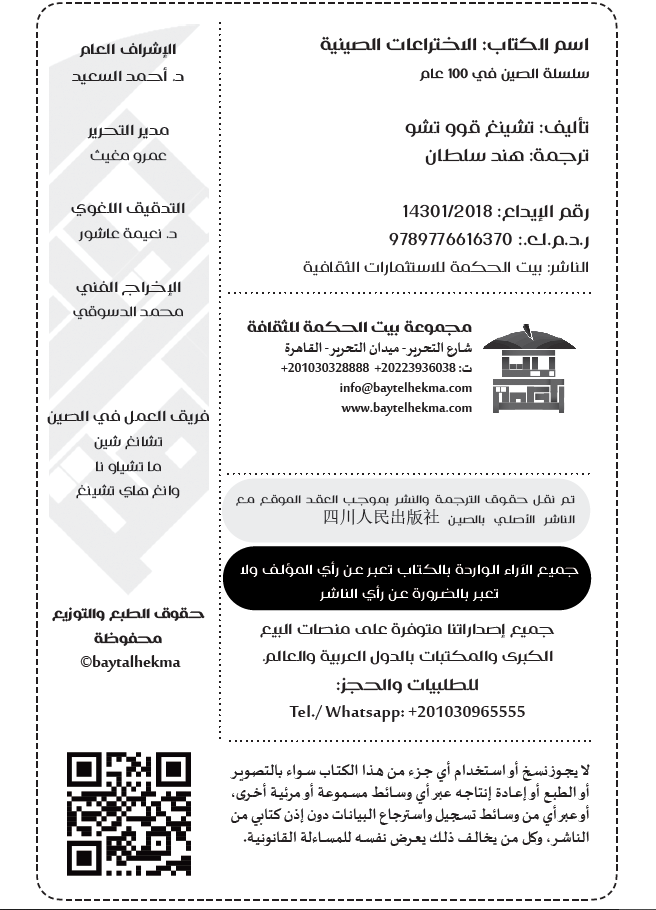 اسم الكتاب: الاختراعات الصينية
سلسلة الصين في 100 عام
تأليف: تشينغ قوو تشو
ترجمة: هند سلطان
رقم الإيداع: 14301/2018
ر.د.م.ك.: 9789776616370
الناشر: بيت الحكمة للاستثمارات الثقافية
مجموعة بيت الحكمة للثقافة
شارع التحرير- ميدان التحرير- القاهرة
ت: 20223936038+ 201030328888+
info@baytelhekma.com
www.baytelhekma.com
تم نقل حقوق الترجمة والنشر بموجب العقد الموقع مع
الناشر الأصلي بالصين 四川人民出版社
جميع الآراء الواردة بالكتاب تعبر عن رأي المؤلف ولا
تعبر بالضرورة عن رأي الناشر
جميع إصداراتنا متوفرة على منصات البيع
الكبرى والمكتبات بالدول العربية والعالم.
للطلبيات والحجز:
Tel./ Whatsapp: +201030965555
لا يجوز نسخ أو استخدام أي جزء من هذا الكتاب سواء بالتصوير
أو الطبع أو إعادة إنتاجه عبر أي وسائط مسموعة أو مرئية أخرى،
أو عبر أي من وسائط تسجيل واسترجاع البيانات دون إذن كتابي من
الناشر، وكل من يخالف ذلك يعرض نفسه للمساءلة القانونية.
الإشراف العام
د. أحمد السعيد
مدير التحرير
عمرو مغيث
التدقيق اللغوي
د. نعيمة عاشور
الإخراج الفني
محمد الدسوقي
فريق العمل في الصين
تشانغ شين
ما تشياو نا
وانغ هاي تشينغ
حقوق الطبع والتوزيع
محفوظة
©baytalhekma